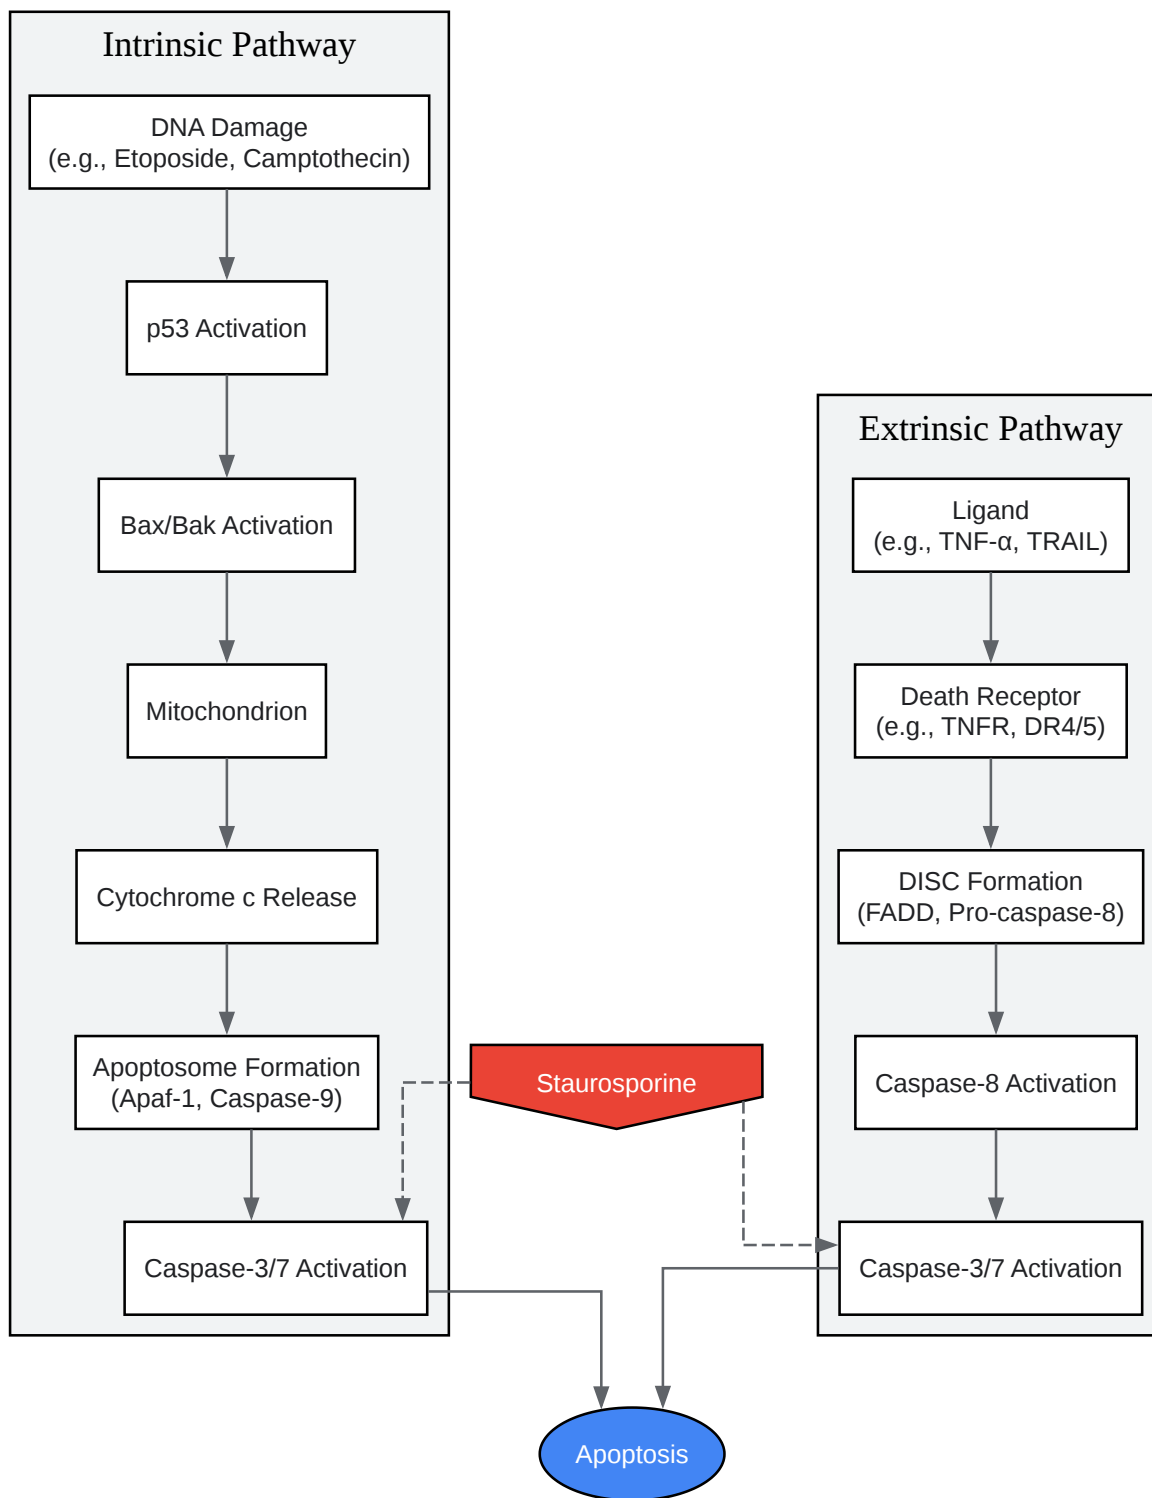 Intrinsic Pathway
DNA Damage
(e.g., Etoposide, Camptothecin)
p53 Activation
Bax/Bak Activation
Mitochondrion
Cytochrome c Release
Apoptosome Formation
(Apaf-1, Caspase-9)
Caspase-3/7 Activation
Staurosporine
Extrinsic Pathway
Ligand
(e.g., TNF-α, TRAIL)
Death Receptor
(e.g., TNFR, DR4/5)
DISC Formation
(FADD, Pro-caspase-8)
Caspase-8 Activation
Caspase-3/7 Activation
Apoptosis